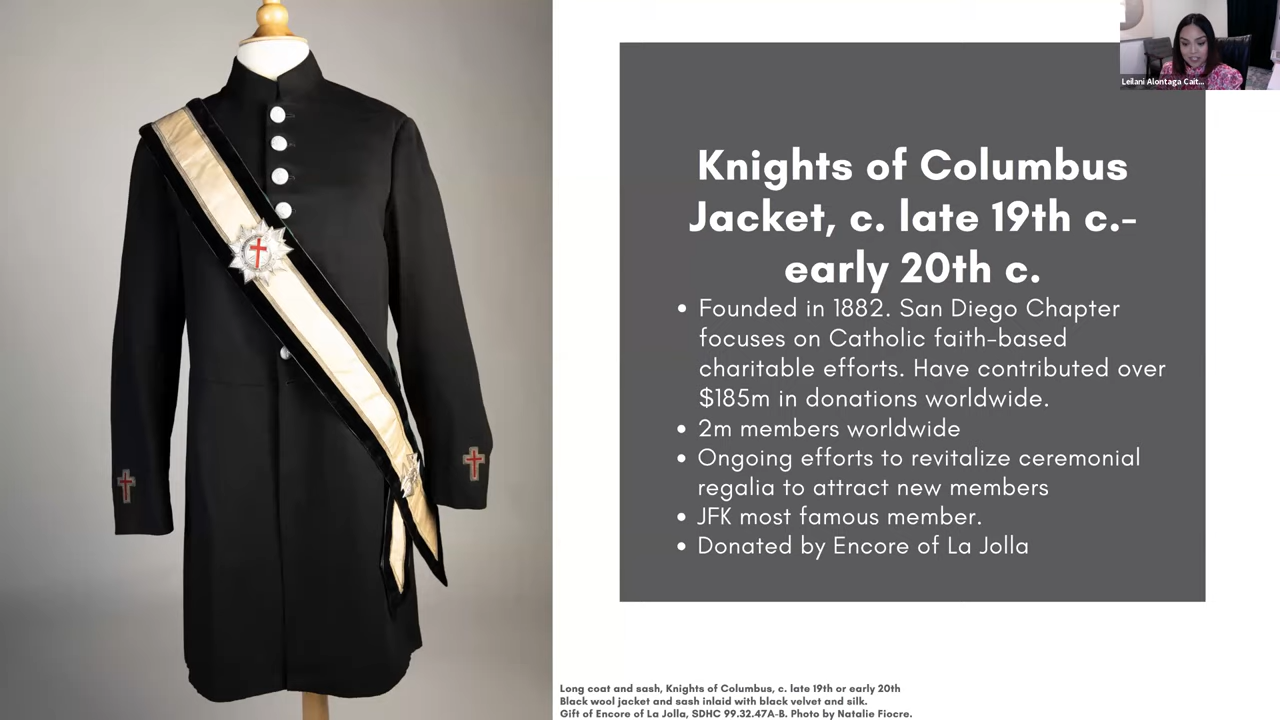 Leilani Alontaga Cait...
Knights of Columbus
Jacket, c. late 19th c.-
early 20th c.
• Founded in 1882. San Diego Chapter
focuses on Catholic faith-based
charitable efforts. Have contributed over
$185m in donations worldwide.
• 2m members worldwide
• Ongoing efforts to revitalize ceremonial
regalia to attract new members
• JFK most famous member.
• Donated by Encore of La Jolla
Long coat and sash, Knights of Columbus, c. late 19th or early 20th
Black wool jacket and sash inlaid with black velvet and silk.
Gift of Encore of La Jolla, SDHC 99.32.47A-B. Photo by Natalie Fiocre.